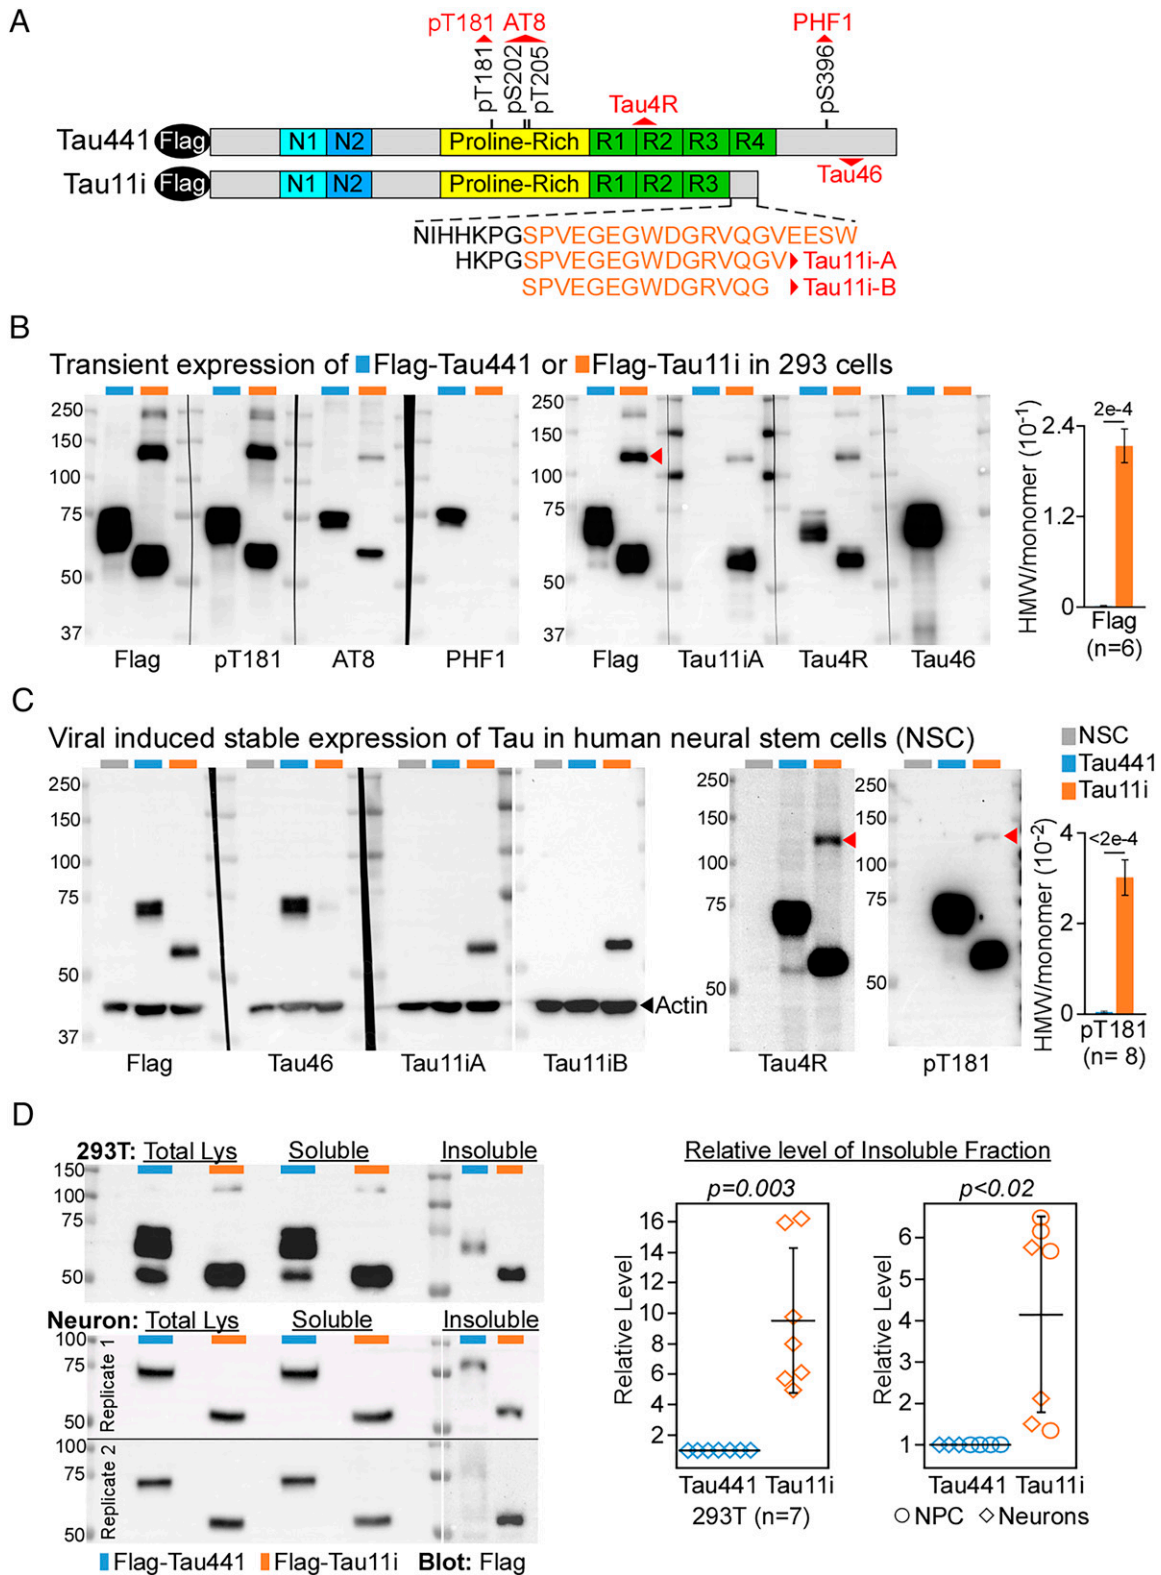 A
pT181 AT8 PHF1
pT181
pS202
pT205
pS396
Tau4R
Tau441 Flag N1 N2 Proline-Rich R1 R2 R3 R4
Tau46
Tau11i Flag N1 N2 Proline-Rich R1 R2 R3
NIHHKPGSPVEGEGWDGRVQGVEESW
HKPGSPVEGEGWDGRVQGV Tau11i-A
SPVEGEGWDGRVQG Tau11i-B
B
Transient expression of Flag-Tau441 or Flag-Tau11i in 293 cells
250
150
100
75
50
37
Flag pT181 AT8 PHF1
250
150
100
75
50
37
Flag Tau11iA Tau4R Tau46
HMW/monomer (10-1)
2.4
1.2
0
2e-4
Flag
(n=6)
C
Viral induced stable expression of Tau in human neural stem cells (NSC)
NSC
Tau441
Tau11i
250
150
100
75
50
37
Actin
Flag Tau46 Tau11iA Tau11iB
250
150
100
75
50
Tau4R
250
150
100
75
50
pT181
HMW/monomer (10-2)
4
2
0
<2e-4
pT181
(n= 8)
D
293T: Total Lys Soluble Insoluble
150
100
75
50
Neuron: Total Lys Soluble Insoluble
Replicate 1
100
75
50
Replicate 2
100
75
50
Flag-Tau441 Flag-Tau11i Blot: Flag
Relative level of Insoluble Fraction
p=0.003
Relative Level
16
14
12
10
8
6
4
2
Tau441 Tau11i
293T (n=7)
p<0.02
Relative Level
6
5
4
3
2
1
Tau441 Tau11i
NPC Neurons